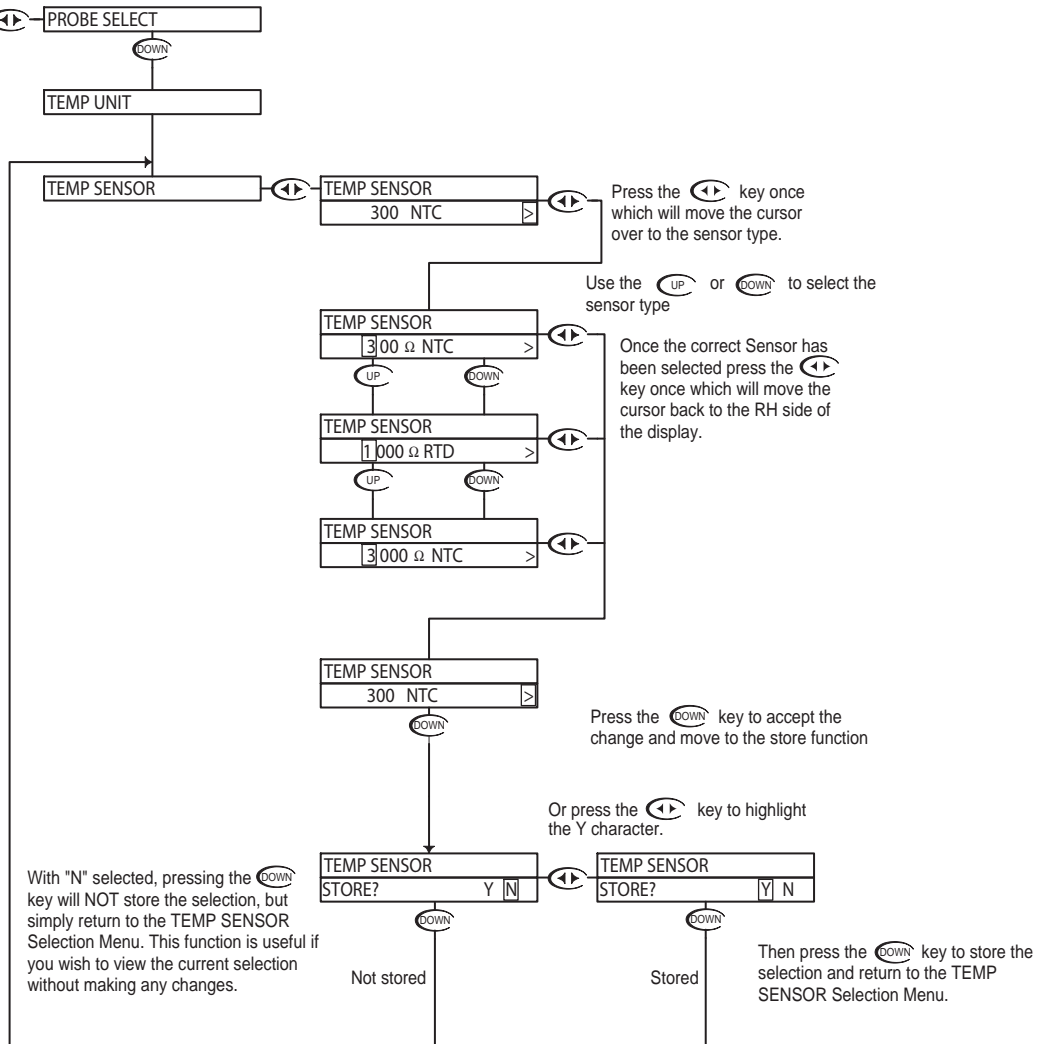 PROBE SELECT
DOWN
TEMP UNIT
TEMP SENSOR
TEMP SENSOR
300 NTC >
Press the key once
which will move the cursor
over to the sensor type.
Use the UP or DOWN to select the
sensor type
TEMP SENSOR
300 Ω NTC >
UP DOWN
Once the correct Sensor has
been selected press the
key once which will move the
cursor back to the RH side of
the display.
TEMP SENSOR
1000 Ω RTD >
UP DOWN
TEMP SENSOR
3000 Ω NTC >
TEMP SENSOR
300 NTC >
DOWN
Press the DOWN key to accept the
change and move to the store function
Or press the key to highlight
the Y character.
TEMP SENSOR
STORE? Y N
TEMP SENSOR
STORE? Y N
With "N" selected, pressing the DOWN
key will NOT store the selection, but
simply return to the TEMP SENSOR
Selection Menu. This function is useful if
you wish to view the current selection
without making any changes.
DOWN
Not stored
DOWN
Stored
Then press the DOWN key to store the
selection and return to the TEMP
SENSOR Selection Menu.